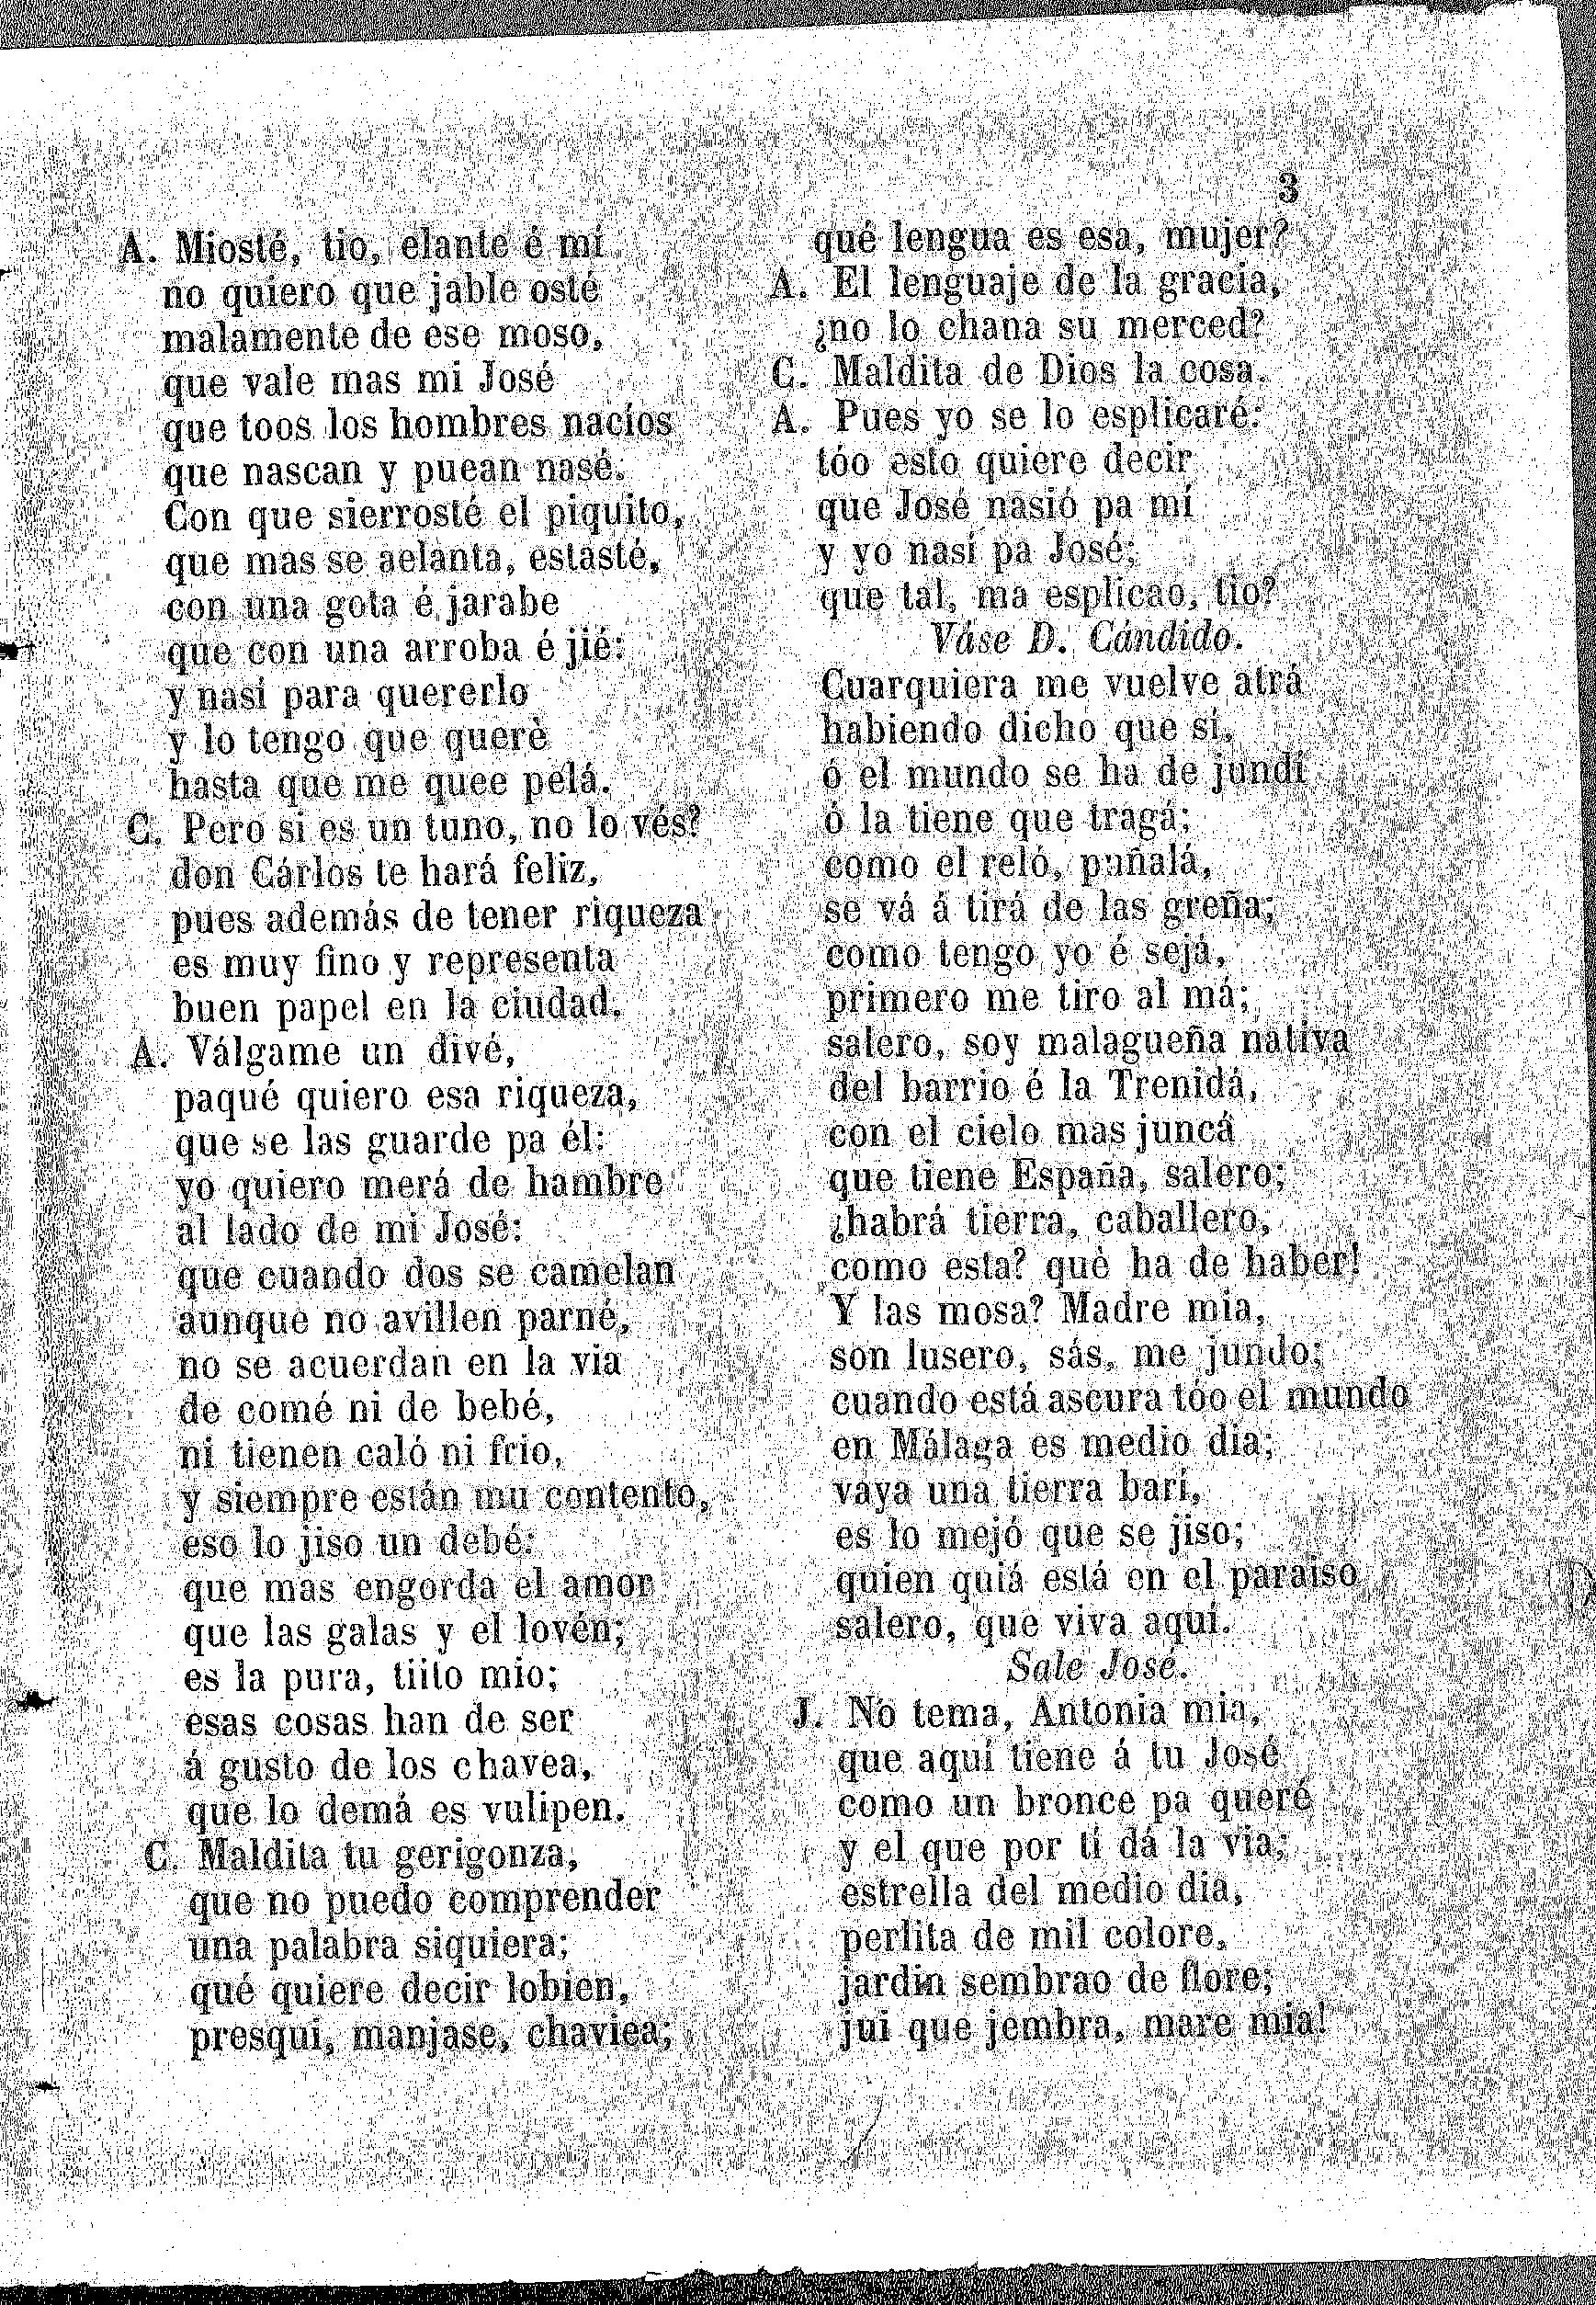 3
A. Miosté, tio, elante é mí
no quiero que jable osté
malamente de ese moso,
que vale mas mi José
que toos los hombres nacíos
que nascan y puean nasé.
Con que sierrosté el piquito,
que mas se aelanta, estasté,
con una gota é jarabe
que con una arroba é jié:
y nasí para quererlo
y lo tengo que querè
hasta que me quee pelá.
C. Pero si es un tuno, no lo vés?
don Cárlos te hará feliz,
pues además de tener riqueza
es muy fino y representa
buen papel en la ciudad.
A. Válgame un divé,
paqué quiero esa riqueza,
que se las guarde pa él:
yo quiero merá de hambre
al lado de mi José:
que cuando dos se camelan
aunque no avillen parné,
no se acuerdan en la via
de comé ni de bebé,
ni tienen caló ni frio,
y siempre están mu contento,
eso lo jiso un debé:
que mas engorda el amor
que las galas y el lovén;
es la pura, tiito mio;
esas cosas han de ser
á gusto de los chavea,
que lo demá es vulipen.
C. Maldita tu gerigonza,
que no puedo comprender
una palabra siquiera;
qué quiere decir lobien,
presqui, manjase, chaviea;
qué lengua es esa, mujer?
A. El lenguaje de la gracia,
¿no lo chana su merced?
C. Maldita de Dios la cosa.
A. Pues yo se lo esplicaré:
tóo esto quiere decir
que José nasió pa mí
y yo nasí pa José;
que tal, ma esplicao, tio?
Váse D. Cándido.
Cuarquiera me vuelve atrá
habiendo dicho que sí,
ó el mundo se ha de jundí
ó la tiene que tragá;
como el reló, puñalá,
se vá á tirá de las greña;
como tengo yo é sejá,
primero me tiro al má;
salero, soy malagueña nativa
del barrio é la Trenidá,
con el cielo mas juncá
que tiene España, salero;
¿habrá tierra, caballero,
como esta? què ha de haber!
Y las mosa? Madre mia,
son lusero, sás, me jundo;
cuando está ascura tóo el mundo
en Málaga es medio dia;
vaya una tierra barí,
es lo mejó que se jiso;
quien quiá está en el paraiso
salero, que viva aquí.
Sale José.
J. No tema, Antonia mia,
que aquí tiene á tu José
como un bronce pa queré
y el que por tí dá la via;
estrella del medio dia,
perlita de mil colore,
jardin sembrao de flore;
jui que jembra, mare mia!